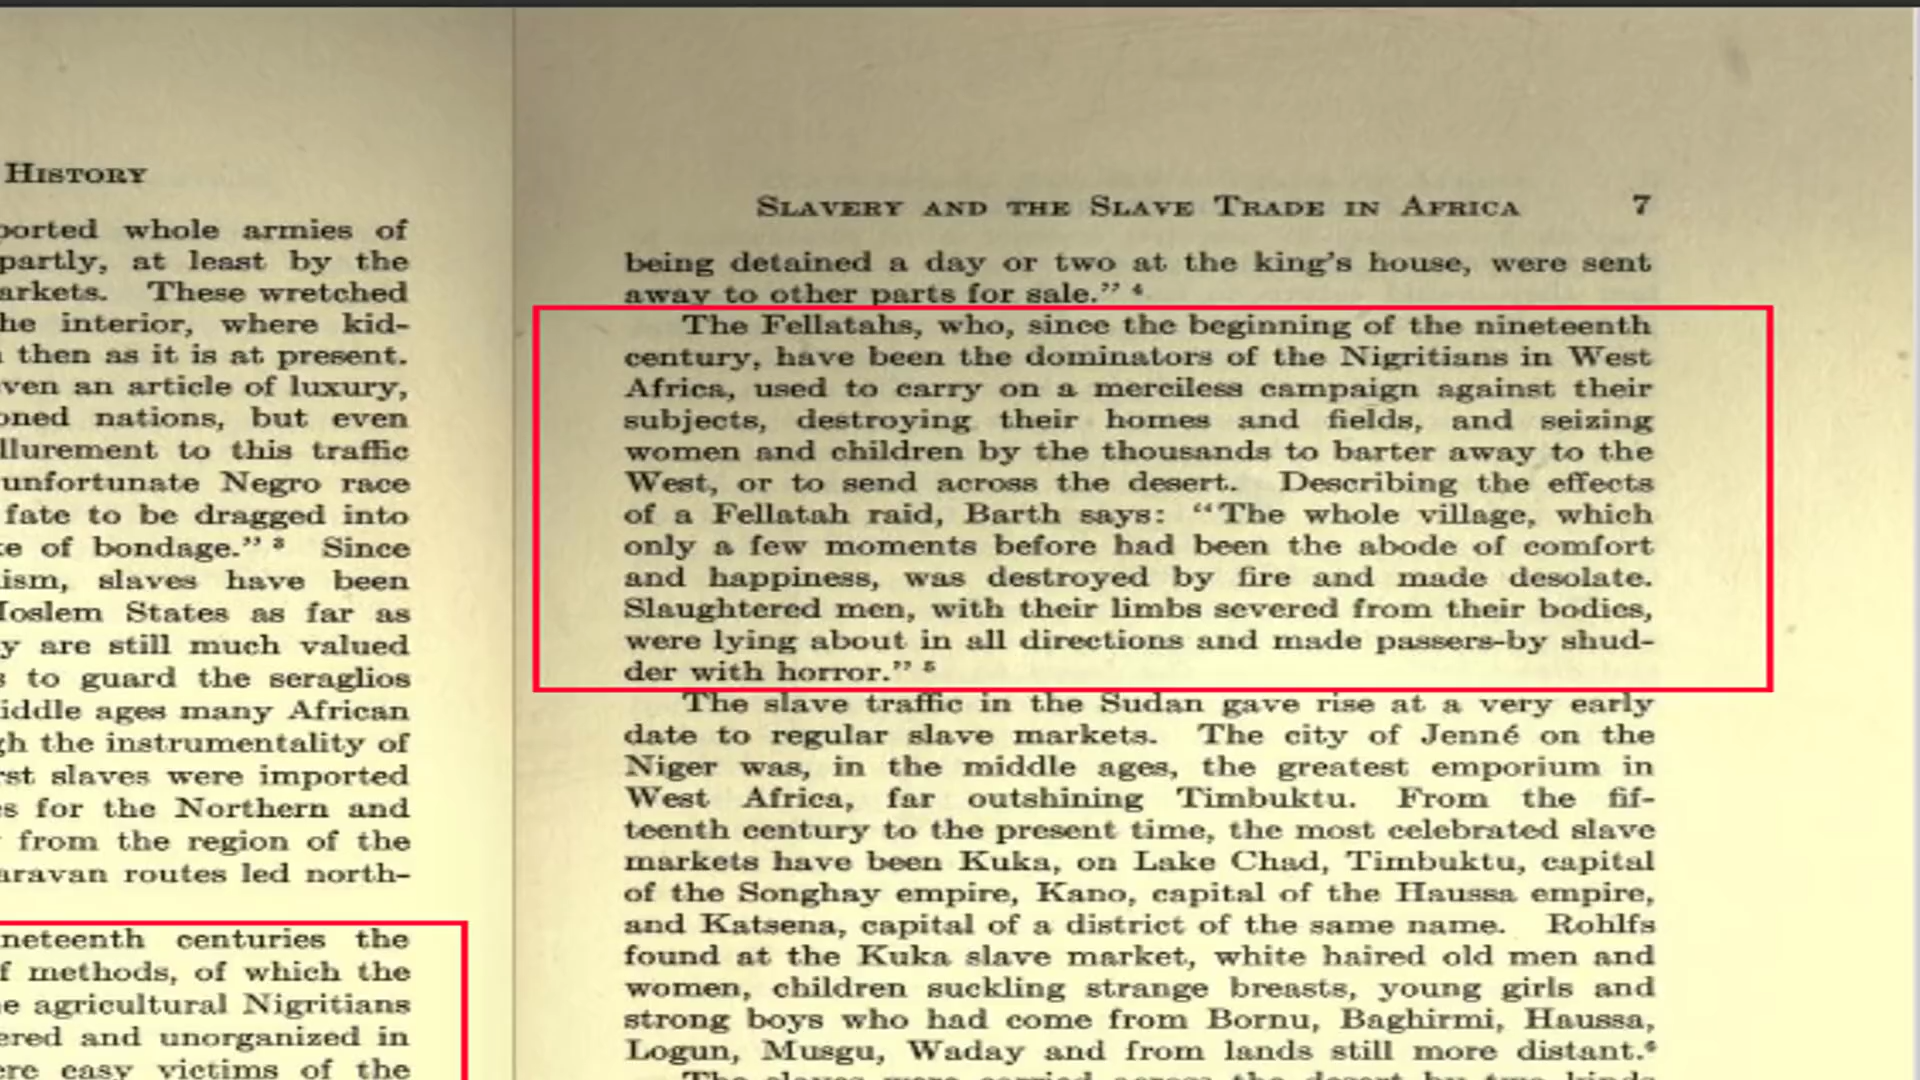 HISTORY
ported whole armies of
partly, at least by the
arkets. These wretched
he interior, where kid-
then as it is at present.
ven an article of luxury,
oned nations, but even
llurement to this traffic
unfortunate Negro race
fate to be dragged into
ke of bondage.” ³ Since
ism, slaves have been
Moslem States as far as
y are still much valued
s to guard the seraglios
iddle ages many African
gh the instrumentality of
rst slaves were imported
es for the Northern and
from the region of the
aravan routes led north-
neteenth centuries the
f methods, of which the
he agricultural Nigritians
ered and unorganized in
ere easy victims of the
SLAVERY AND THE SLAVE TRADE IN AFRICA 7
being detained a day or two at the king’s house, were sent
away to other parts for sale.” ⁴
The Fellatahs, who, since the beginning of the nineteenth
century, have been the dominators of the Nigritians in West
Africa, used to carry on a merciless campaign against their
subjects, destroying their homes and fields, and seizing
women and children by the thousands to barter away to the
West, or to send across the desert. Describing the effects
of a Fellatah raid, Barth says: “The whole village, which
only a few moments before had been the abode of comfort
and happiness, was destroyed by fire and made desolate.
Slaughtered men, with their limbs severed from their bodies,
were lying about in all directions and made passers-by shud-
der with horror.” ⁵
The slave traffic in the Sudan gave rise at a very early
date to regular slave markets. The city of Jenné on the
Niger was, in the middle ages, the greatest emporium in
West Africa, far outshining Timbuktu. From the fif-
teenth century to the present time, the most celebrated slave
markets have been Kuka, on Lake Chad, Timbuktu, capital
of the Songhay empire, Kano, capital of the Haussa empire,
and Katsena, capital of a district of the same name. Rohlfs
found at the Kuka slave market, white haired old men and
women, children suckling strange breasts, young girls and
strong boys who had come from Bornu, Baghirmi, Haussa,
Logun, Musgu, Waday and from lands still more distant.⁶
The slaves were carried across the desert by two kinds